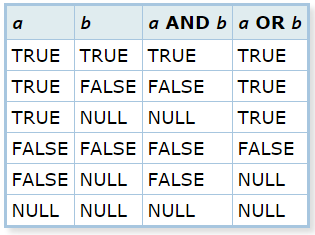 a b a AND b a OR b
TRUE TRUE TRUE TRUE
TRUE FALSE FALSE TRUE
TRUE NULL NULL TRUE
FALSE FALSE FALSE FALSE
FALSE NULL FALSE NULL
NULL NULL NULL NULL